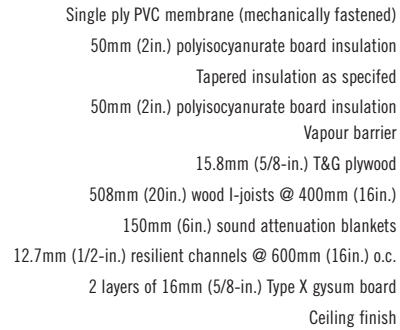 Single ply PVC membrane (mechanically fastened)
50mm (2in.) polyisocyanurate board insulation
Tapered insulation as specifed
50mm (2in.) polyisocyanurate board insulation
Vapour barrier
15.8mm (5/8-in.) T&G plywood
508mm (20in.) wood I-joists @ 400mm (16in.)
150mm (6in.) sound attenuation blankets
12.7mm (1/2-in.) resilient channels @ 600mm (16in.) o.c.
2 layers of 16mm (5/8-in.) Type X gysum board
Ceiling finish